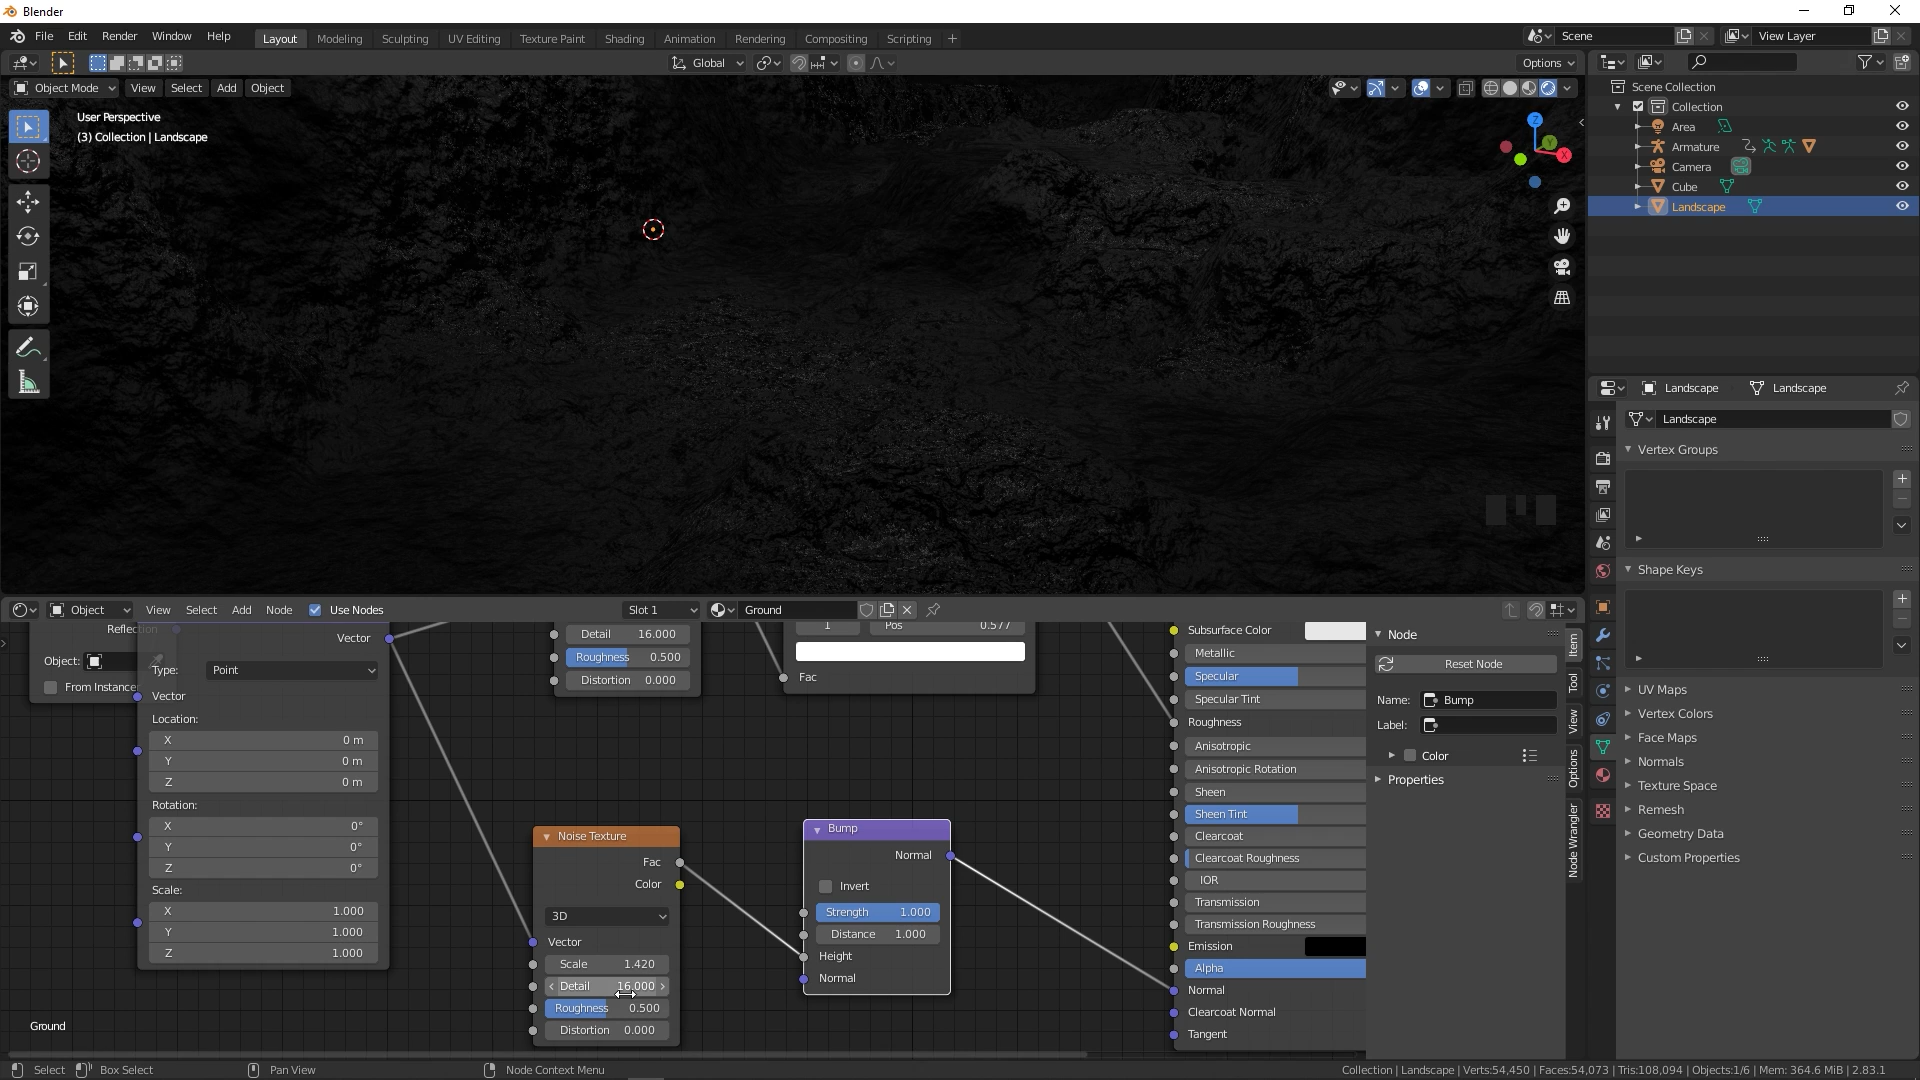 Blender
File Edit Render Window Help Layout Modeling Sculpting UV Editing Texture Paint Shading Animation Rendering Compositing Scripting + Scene View Layer
Global Options
Object Mode View Select Add Object
User Perspective
(3) Collection | Landscape
Z
Y
X
Scene Collection
Collection
Area
Armature
Camera
Cube
Landscape
Landscape Landscape
Landscape
Vertex Groups
Shape Keys
UV Maps
Vertex Colors
Face Maps
Normals
Texture Space
Remesh
Geometry Data
Custom Properties
Object View Select Add Node Use Nodes Slot 1 Ground
Reflection
Object:
From Instance
Vector
Type: Point
Vector
Location:
X 0 m
Y 0 m
Z 0 m
Rotation:
X 0°
Y 0°
Z 0°
Scale:
X 1.000
Y 1.000
Z 1.000
Detail 16.000
Roughness 0.500
Distortion 0.000
1 Pos 0.577
Fac
Noise Texture
Fac
Color
3D
Vector
Scale 1.420
Detail 16.000
Roughness 0.500
Distortion 0.000
Bump
Normal
Invert
Strength 1.000
Distance 1.000
Height
Normal
Subsurface Color
Metallic
Specular
Specular Tint
Roughness
Anisotropic
Anisotropic Rotation
Sheen
Sheen Tint
Clearcoat
Clearcoat Roughness
IOR
Transmission
Transmission Roughness
Emission
Alpha
Normal
Clearcoat Normal
Tangent
Node
Reset Node
Name: Bump
Label:
Color
Properties
Item
Tool
View
Options
Node Wrangler
Ground
Select Box Select Pan View Node Context Menu Collection | Landscape | Verts:54,450 | Faces:54,073 | Tris:108,094 | Objects:1/6 | Mem: 364.6 MiB | 2.83.1